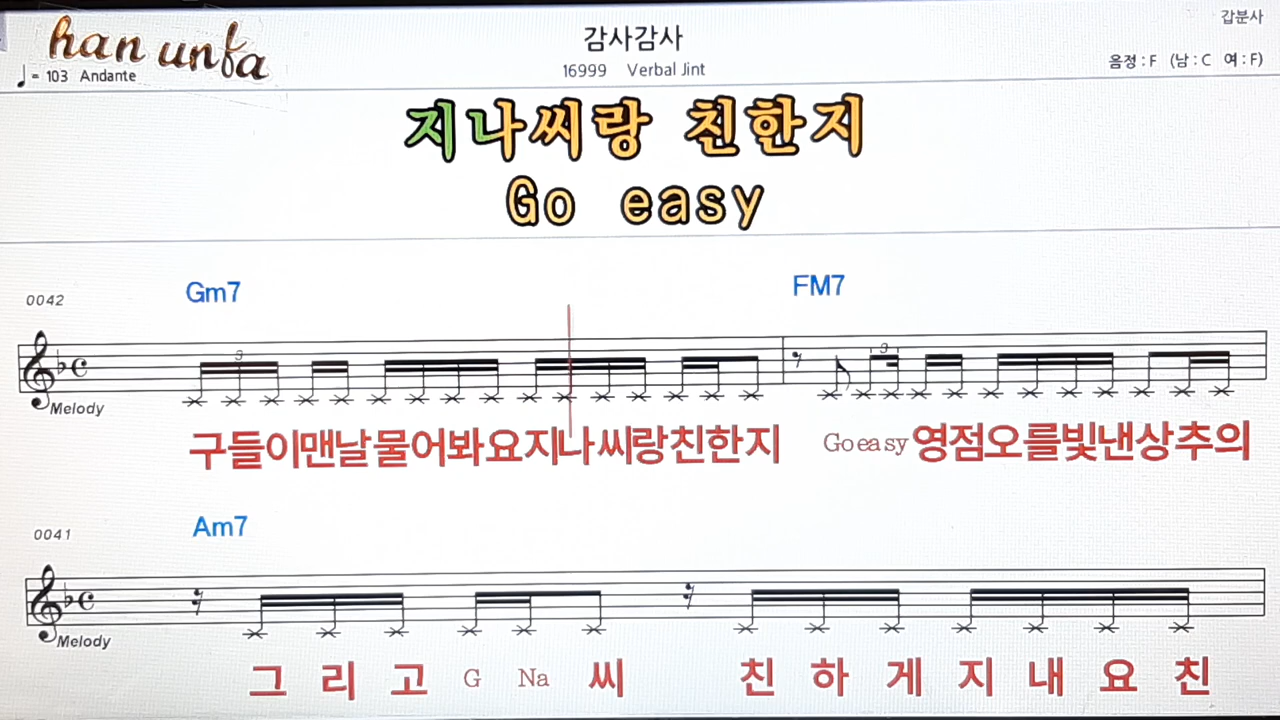 han unfa
감사감사
갑분사
♩= 103 Andante
16999 Verbal Jint
음정 : F (남 : C 여 : F)
지나씨랑 친한지
Go easy
0042
Gm7
FM7
3
3
Melody
구들이맨날물어봐요지나씨랑친한지 Go easy 영점오를빛낸상추의
0041
Am7
Melody
그리고 G Na 씨 친하게지내요친